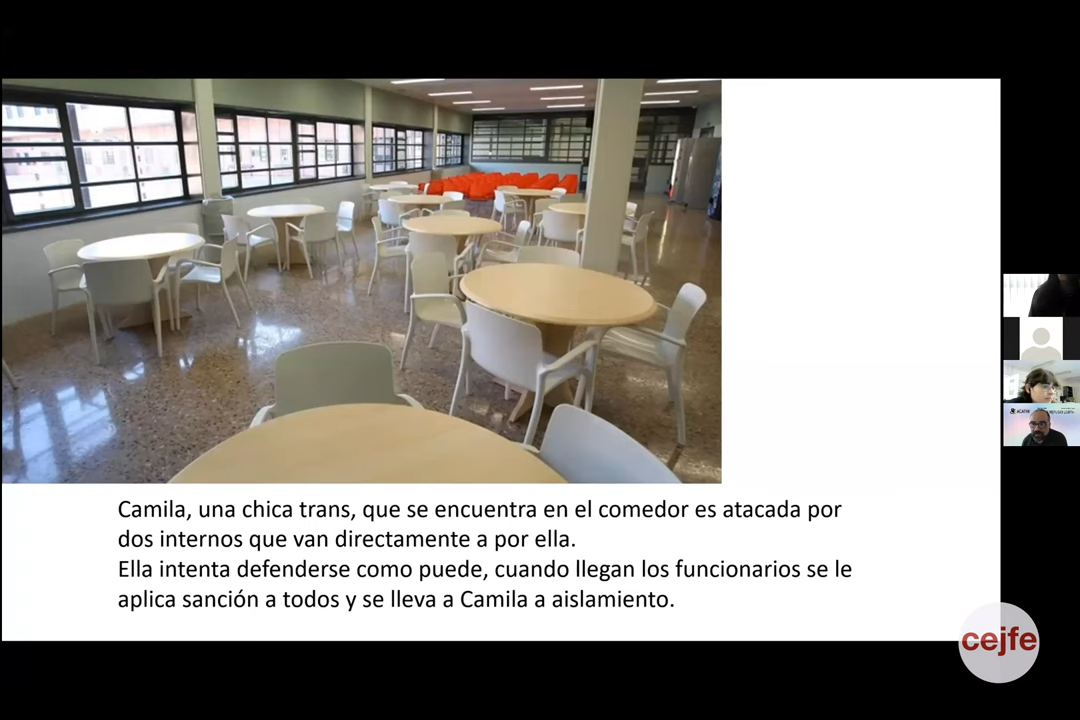 Camila, una chica trans, que se encuentra en el comedor es atacada por
dos internos que van directamente a por ella.
Ella intenta defenderse como puede, cuando llegan los funcionarios se le
aplica sanción a todos y se lleva a Camila a aislamiento.
cejfe